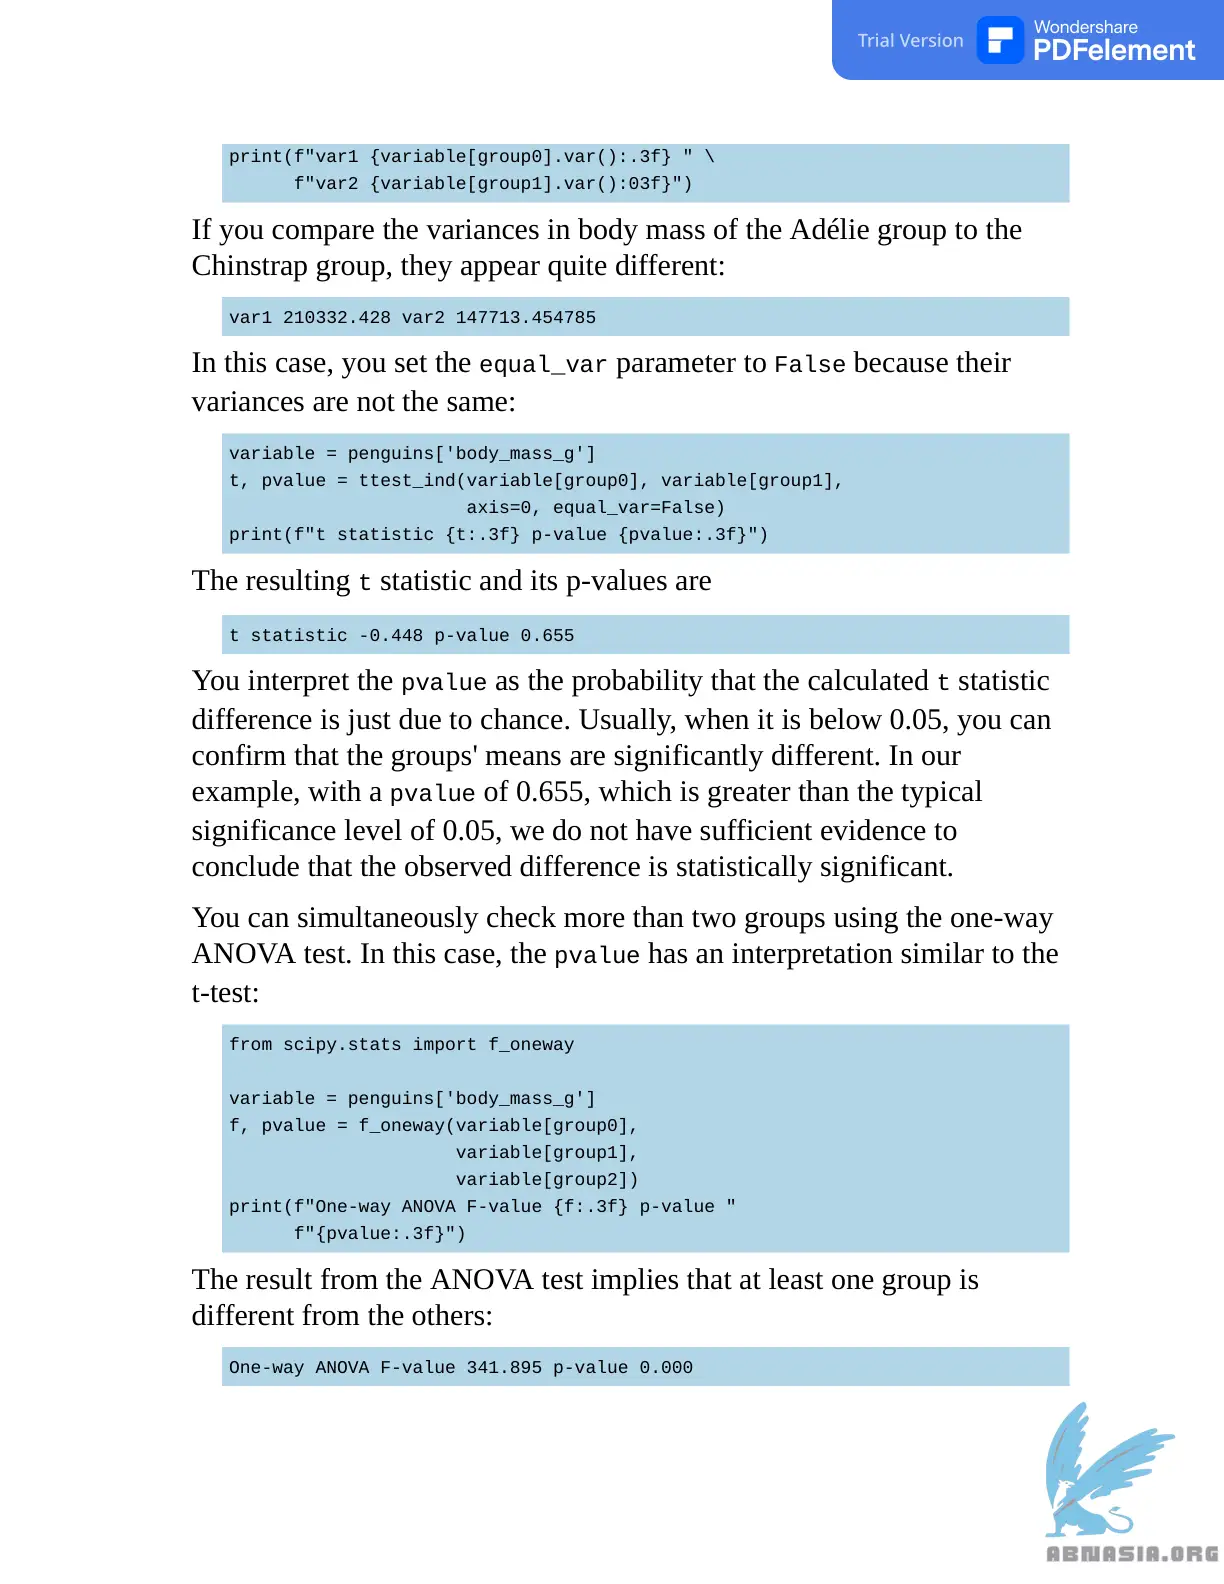 Trial Version
Wondershare
PDFelement
print(f"var1 {variable[group0].var():.3f} " \
f"var2 {variable[group1].var():03f}")
If you compare the variances in body mass of the Adélie group to the
Chinstrap group, they appear quite different:
var1 210332.428 var2 147713.454785
In this case, you set the equal_var parameter to False because their
variances are not the same:
variable = penguins['body_mass_g']
t, pvalue = ttest_ind(variable[group0], variable[group1],
axis=0, equal_var=False)
print(f"t statistic {t:.3f} p-value {pvalue:.3f}")
The resulting t statistic and its p-values are
t statistic -0.448 p-value 0.655
You interpret the pvalue as the probability that the calculated t statistic
difference is just due to chance. Usually, when it is below 0.05, you can
confirm that the groups' means are significantly different. In our
example, with a pvalue of 0.655, which is greater than the typical
significance level of 0.05, we do not have sufficient evidence to
conclude that the observed difference is statistically significant.
You can simultaneously check more than two groups using the one-way
ANOVA test. In this case, the pvalue has an interpretation similar to the
t-test:
from scipy.stats import f_oneway
variable = penguins['body_mass_g']
f, pvalue = f_oneway(variable[group0],
variable[group1],
variable[group2])
print(f"One-way ANOVA F-value {f:.3f} p-value "
f"{pvalue:.3f}")
The result from the ANOVA test implies that at least one group is
different from the others:
One-way ANOVA F-value 341.895 p-value 0.000
ABNASIA.ORG